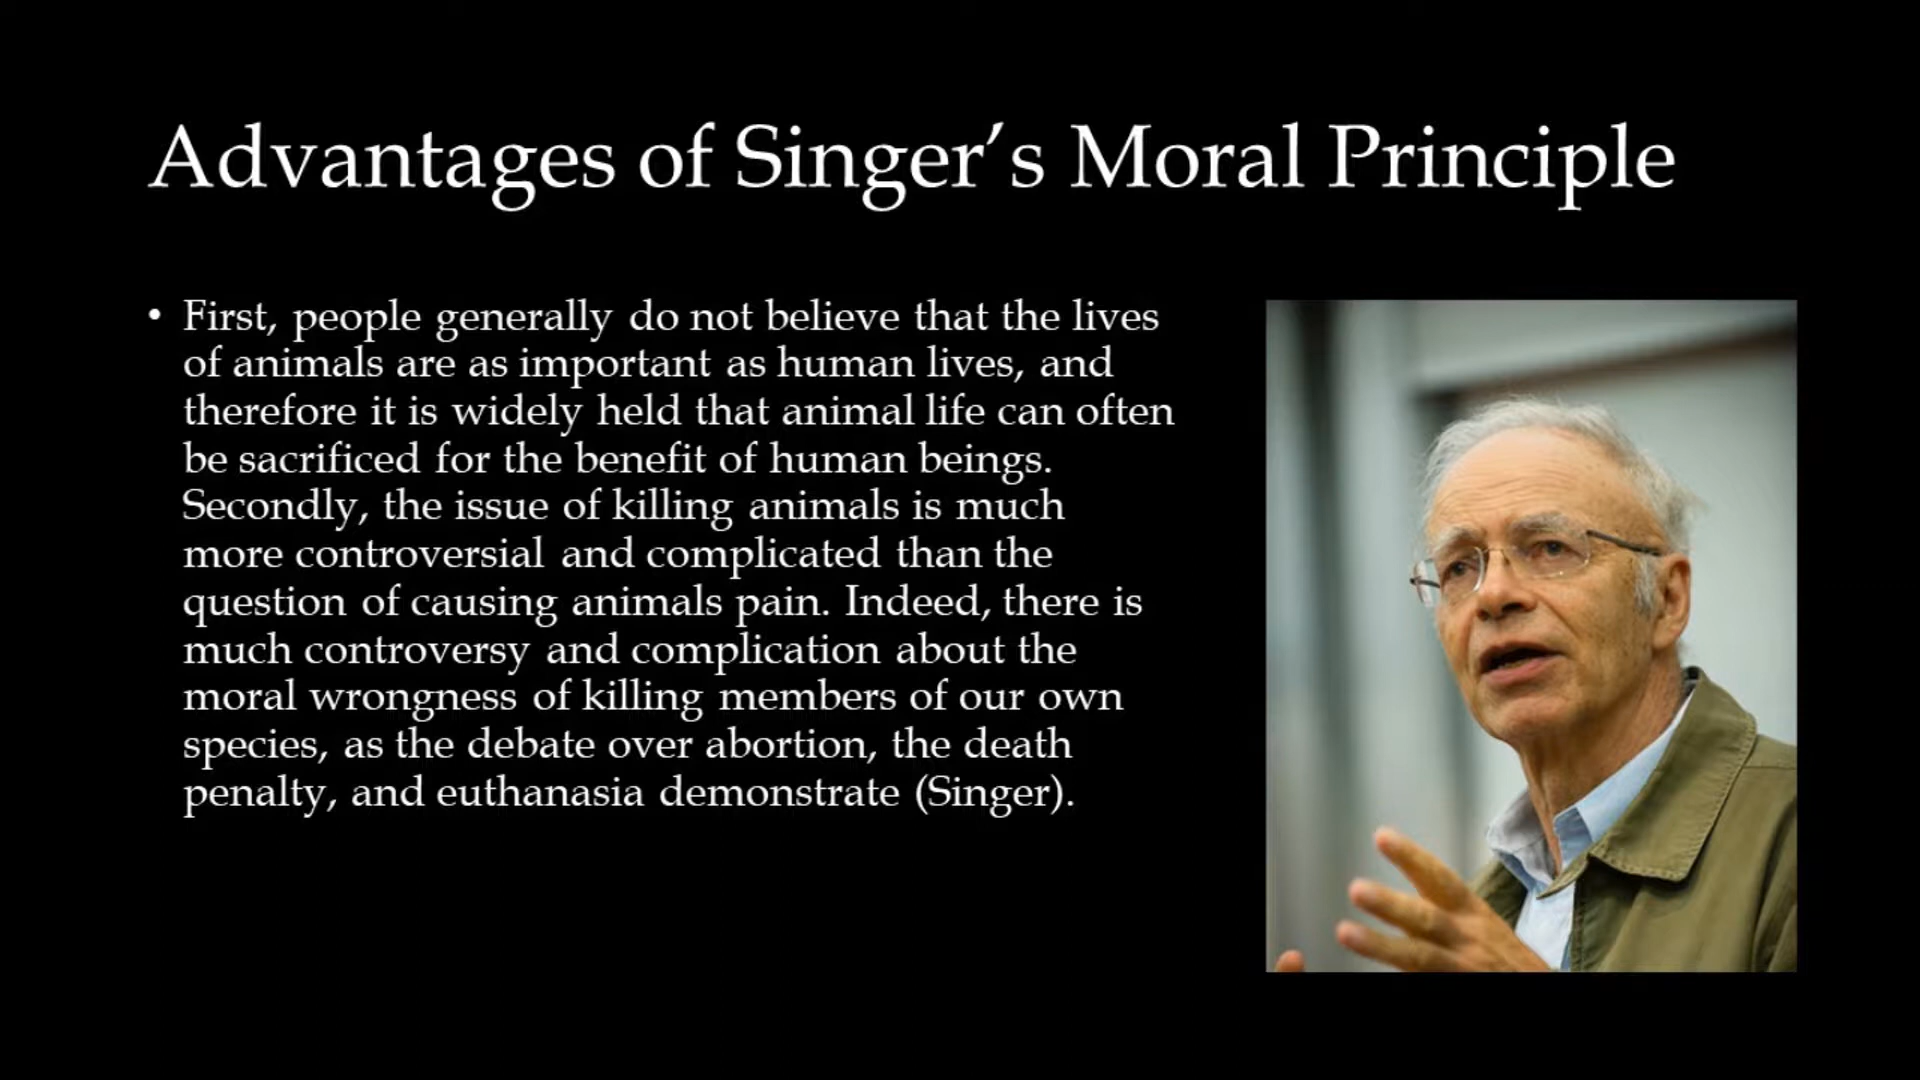 Advantages of Singer’s Moral Principle
• First, people generally do not believe that the lives
of animals are as important as human lives, and
therefore it is widely held that animal life can often
be sacrificed for the benefit of human beings.
Secondly, the issue of killing animals is much
more controversial and complicated than the
question of causing animals pain. Indeed, there is
much controversy and complication about the
moral wrongness of killing members of our own
species, as the debate over abortion, the death
penalty, and euthanasia demonstrate (Singer).